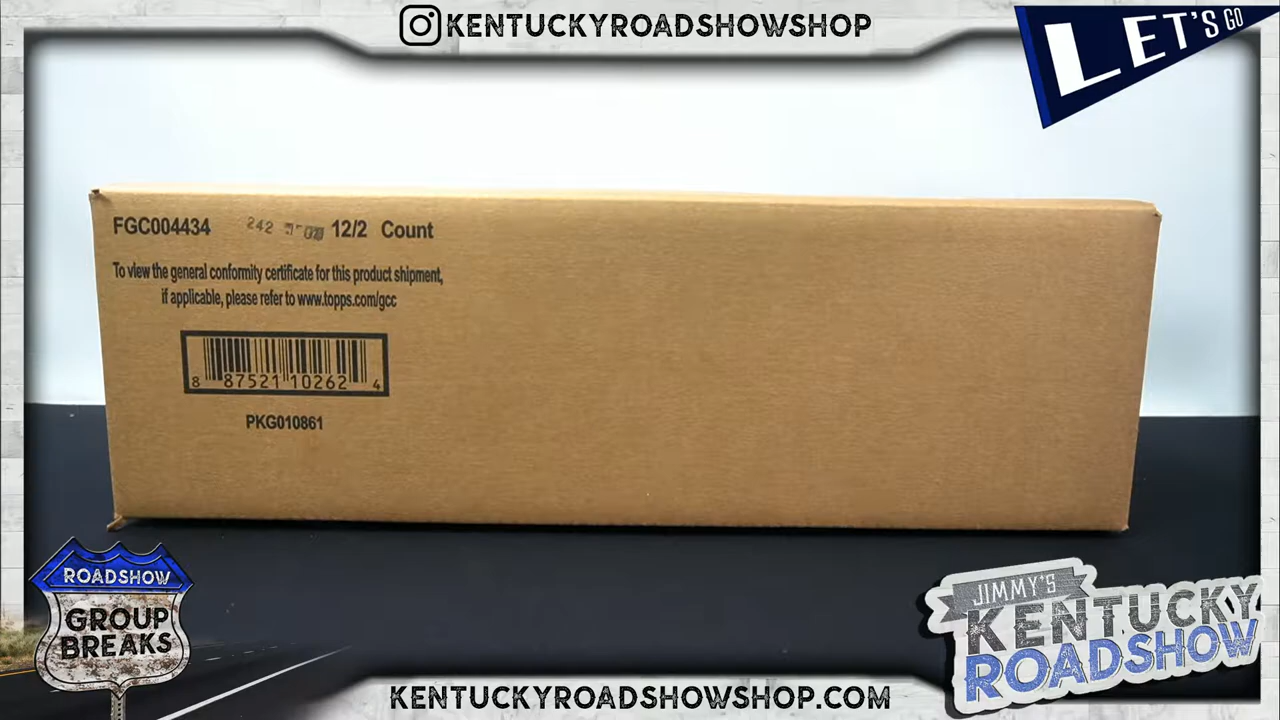 KENTUCKYROADSHOWSHOP
LET'S GO
FGC004434 242 12/2 Count
To view the general conformity certificate for this product shipment,
if applicable, please refer to www.topps.com/gcc
8 87521 10262 4
PKG010861
ROADSHOW
GROUP
BREAKS
JIMMY'S
KENTUCKY
ROADSHOW
KENTUCKYROADSHOWSHOP.COM